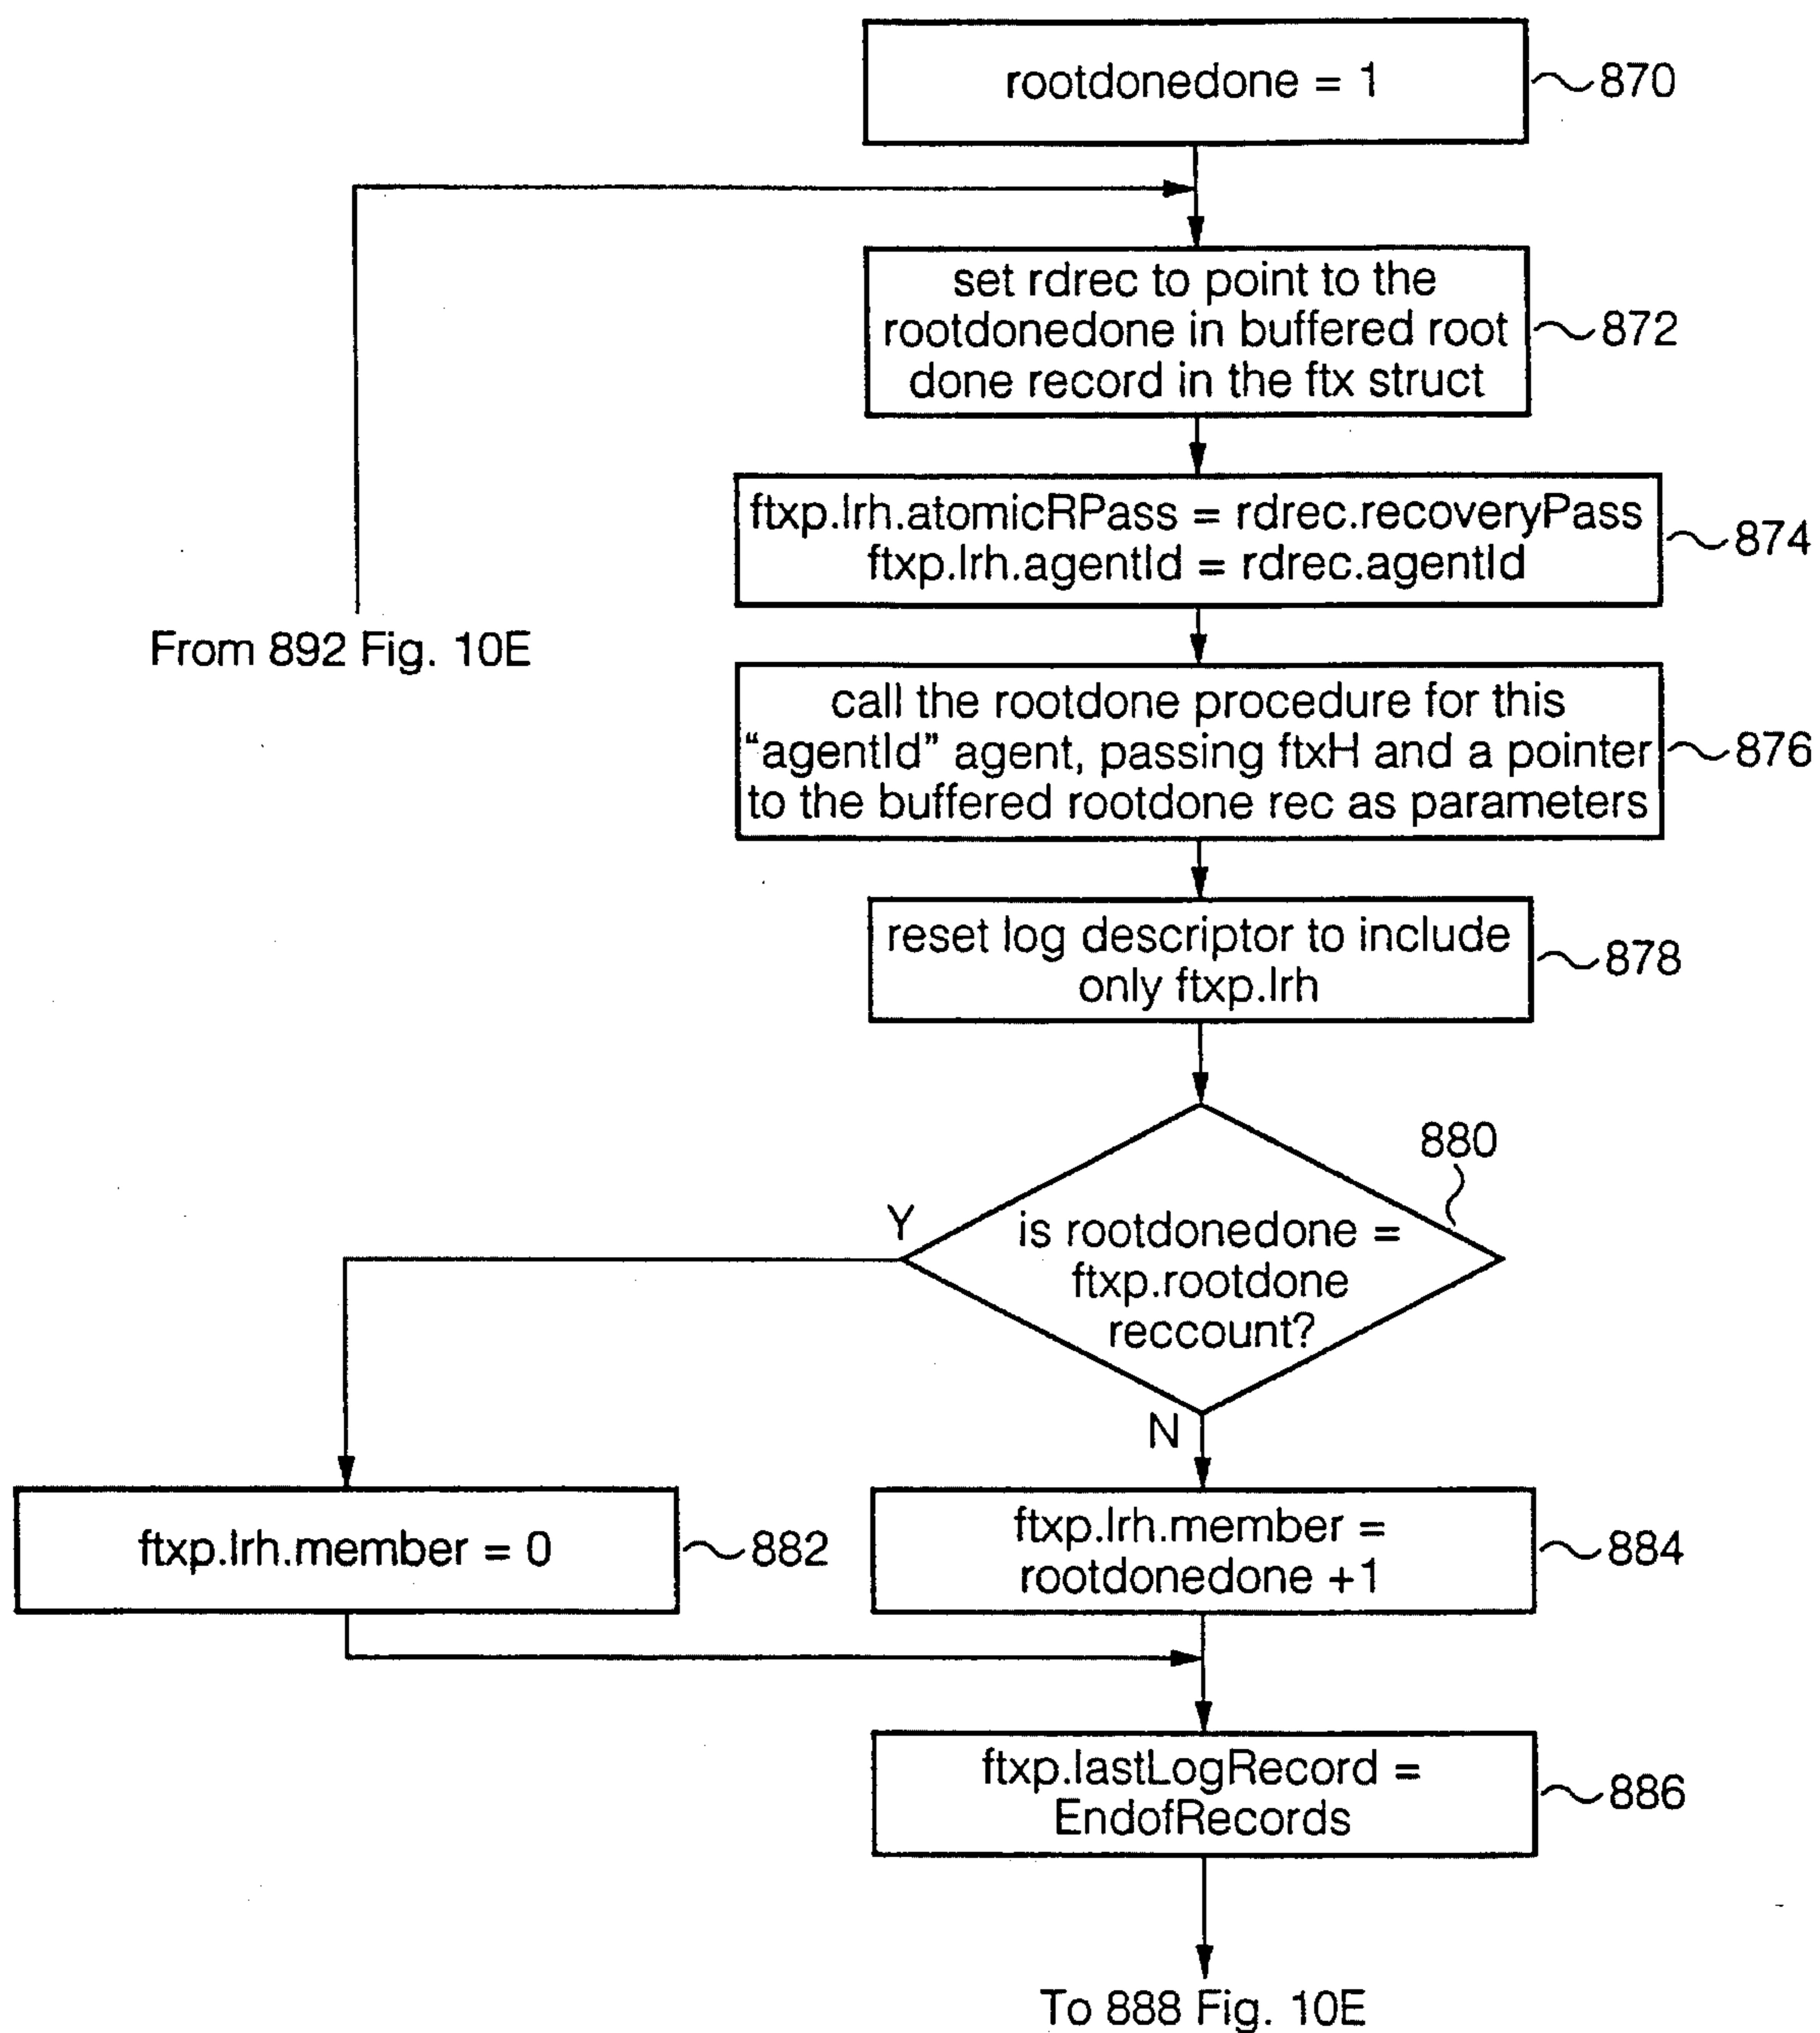 rootdonedone = 1
870
set rdrec to point to the
rootdonedone in buffered root
done record in the ftx struct
872
ftxp.lrh.atomicRPass = rdrec.recoveryPass
ftxp.lrh.agentId = rdrec.agentId
874
From 892 Fig. 10E
call the rootdone procedure for this
“agentId” agent, passing ftxH and a pointer
to the buffered rootdone rec as parameters
876
reset log descriptor to include
only ftxp.lrh
878
880
Y
is rootdonedone =
ftxp.rootdone
reccount?
N
ftxp.lrh.member = 0
882
ftxp.lrh.member =
rootdonedone +1
884
ftxp.lastLogRecord =
EndofRecords
886
To 888 Fig. 10E